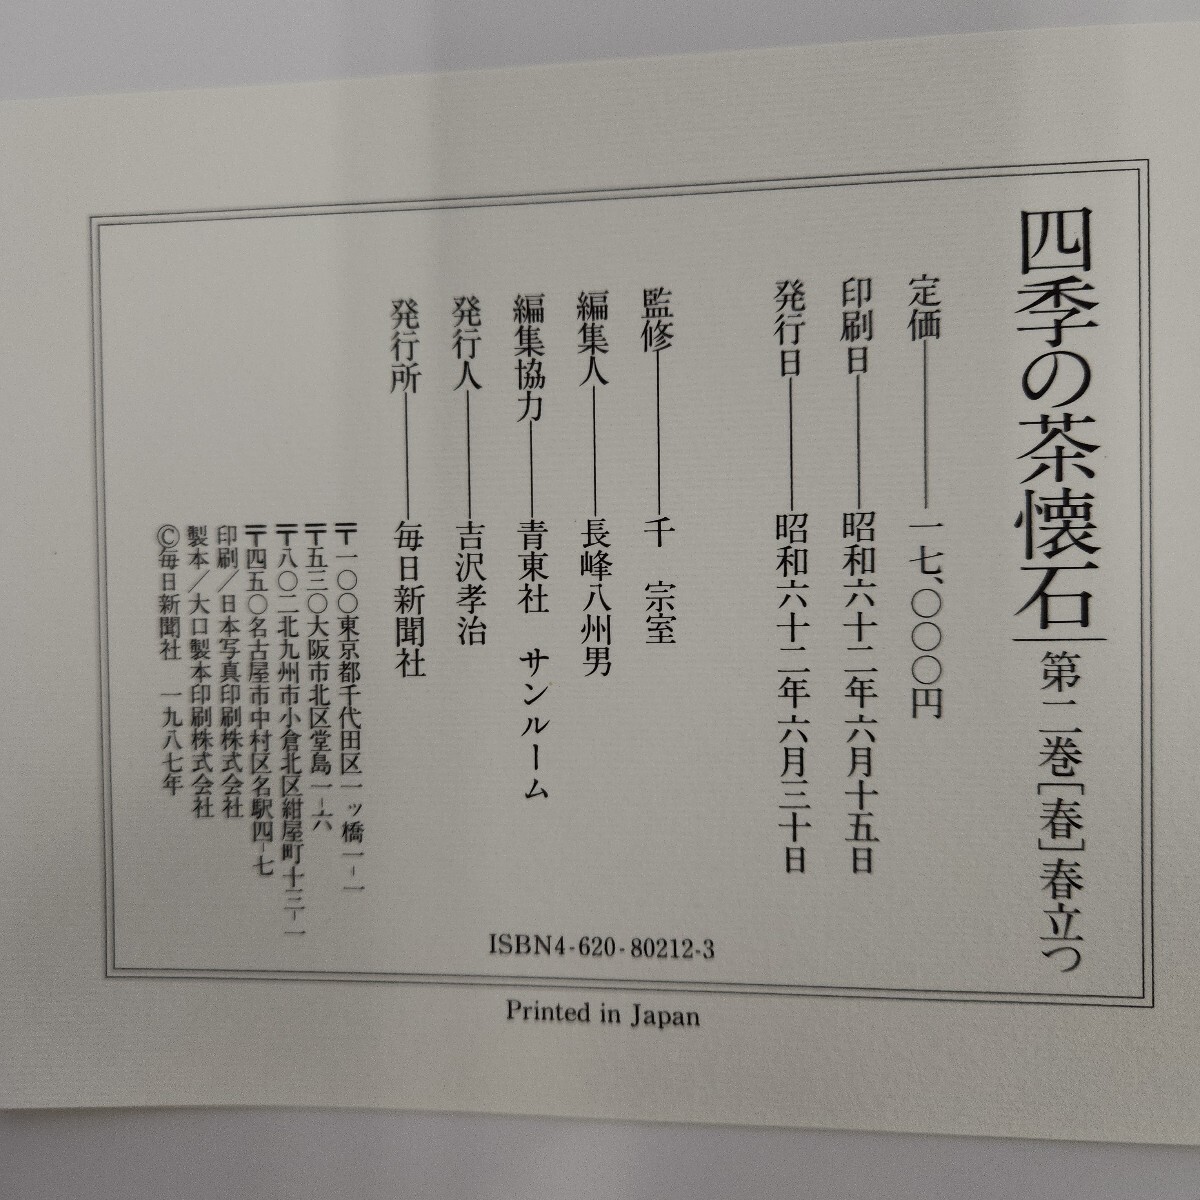 四季の茶懐石 第二巻[春]春立つ
定価 一七、〇〇〇円
印刷日 昭和六十二年六月十五日
発行日 昭和六十二年六月三十日
監修 千 宗室
編集人 長峰八州男
編集協力 青東社 サンルーム
発行人 吉沢孝治
発行所 毎日新聞社
〒一〇〇東京都千代田区一ッ橋一-一
〒五三〇大阪市北区堂島一-六
〒八〇二北九州市小倉北区紺屋町十三-一
〒四五〇名古屋市中村区名駅四-七
印刷/日本写真印刷株式会社
製本/大口製本印刷株式会社
©毎日新聞社 一九八七年
ISBN4-620-80212-3
Printed in Japan